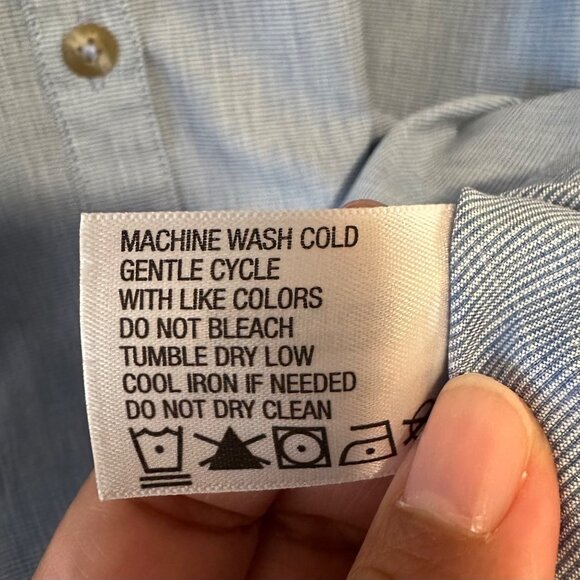 MACHINE WASH COLD
GENTLE CYCLE
WITH LIKE COLORS
DO NOT BLEACH
TUMBLE DRY LOW
COOL IRON IF NEEDED
DO NOT DRY CLEAN